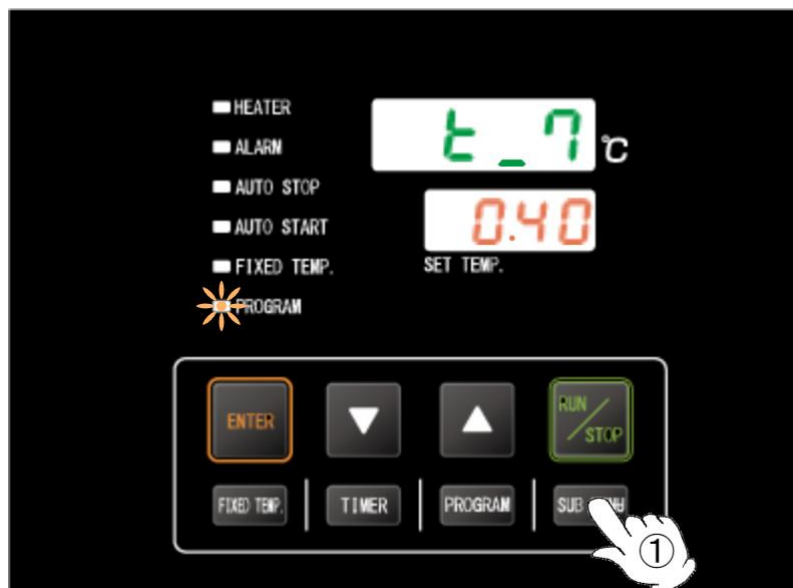 HEATER
ALARM
AUTO STOP
AUTO START
FIXED TEMP.
PROGRAM
t_7 ℃
0.40
SET TEMP.
ENTER ▼ ▲ RUN/STOP
FIXED TEMP. TIMER PROGRAM SUB
①